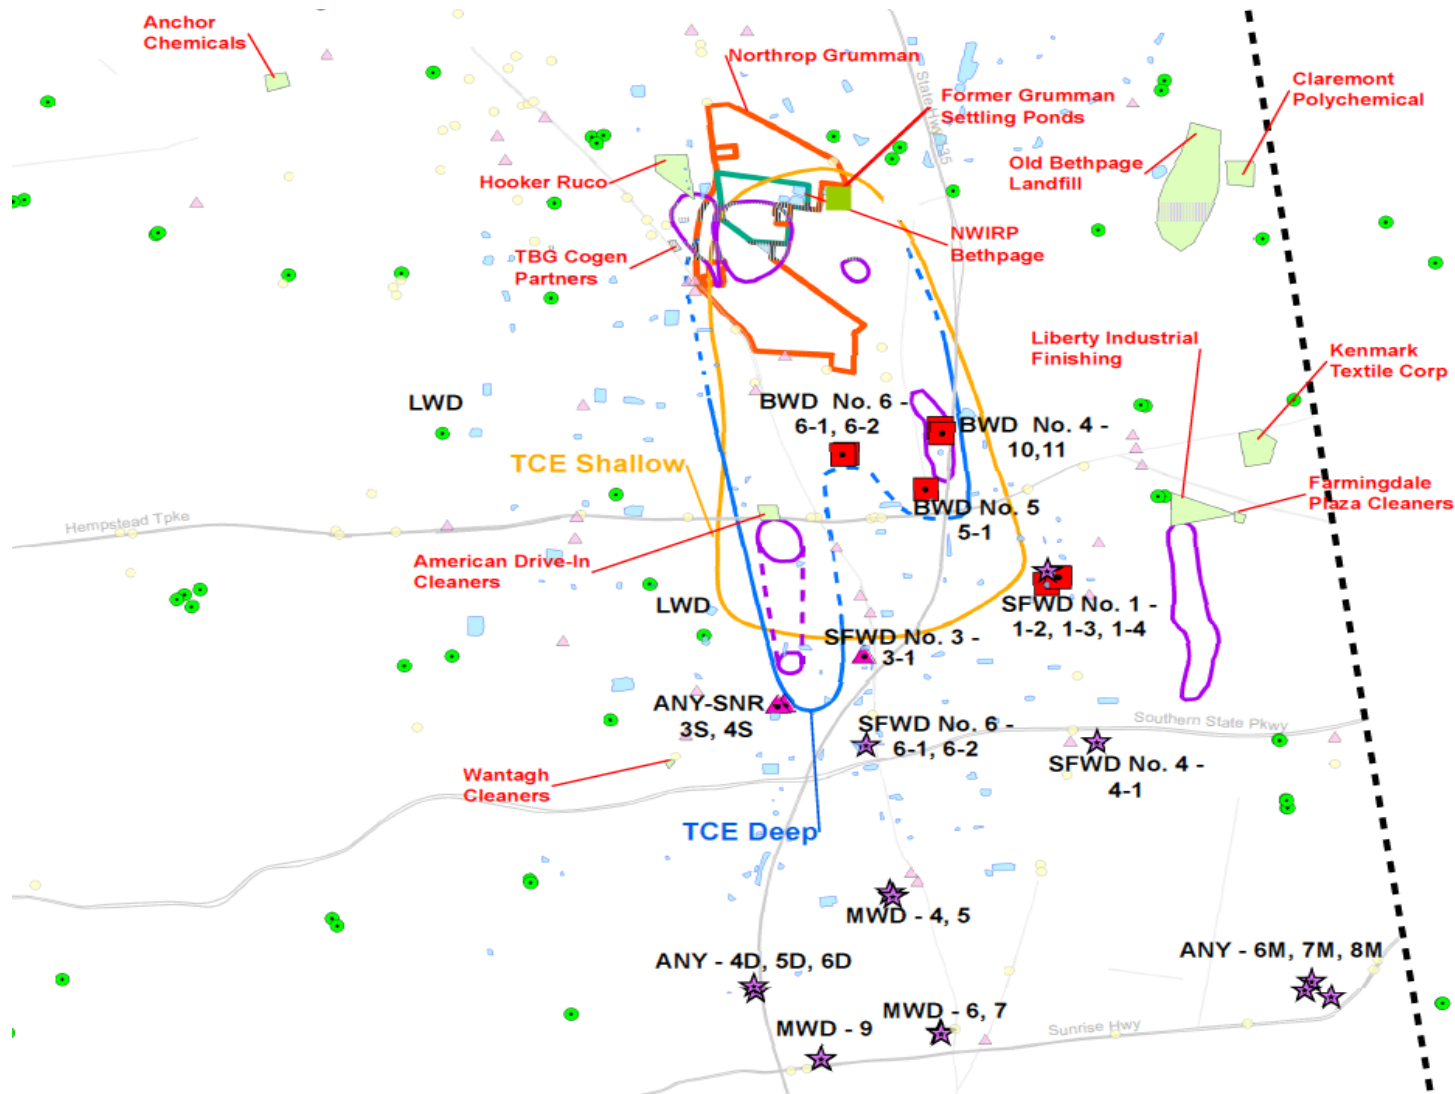 Anchor
Chemicals
Northrop Grumman
State Hwy 135
Former Grumman
Settling Ponds
Claremont
Polychemical
Old Bethpage
Landfill
Hooker Ruco
NWIRP
Bethpage
TBG Cogen
Partners
Liberty Industrial
Finishing
Kenmark
Textile Corp
LWD
BWD No. 6 -
6-1, 6-2
BWD No. 4 -
10,11
TCE Shallow
Farmingdale
Plaza Cleaners
BWD No. 5
5-1
Hempstead Tpke
American Drive-In
Cleaners
LWD
SFWD No. 1 -
1-2, 1-3, 1-4
SFWD No. 3 -
3-1
ANY-SNR
3S, 4S
SFWD No. 6 -
6-1, 6-2
Southern State Pkwy
SFWD No. 4 -
4-1
Wantagh
Cleaners
TCE Deep
MWD - 4, 5
ANY - 4D, 5D, 6D
ANY - 6M, 7M, 8M
MWD - 6, 7
MWD - 9
Sunrise Hwy